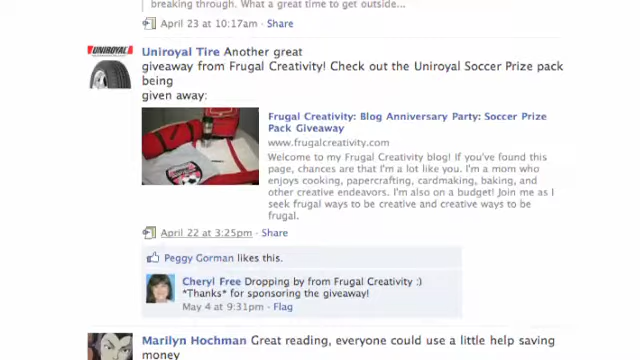 breaking through. What a great time to get outside...
April 23 at 10:17am · Share
UNIROYAL
Uniroyal Tire Another great
giveaway from Frugal Creativity! Check out the Uniroyal Soccer Prize pack
being
given away:
Frugal Creativity: Blog Anniversary Party: Soccer Prize
Pack Giveaway
www.frugalcreativity.com
Welcome to my Frugal Creativity blog! If you've found this
page, chances are that I'm a lot like you. I'm a mom who
enjoys cooking, papercrafting, cardmaking, baking, and
other creative endeavors. I'm also on a budget! Join me as I
seek frugal ways to be creative and creative ways to be
frugal.
April 22 at 3:25pm · Share
Peggy Gorman likes this.
Cheryl Free Dropping by from Frugal Creativity :)
*Thanks* for sponsoring the giveaway!
May 4 at 9:31pm · Flag
Marilyn Hochman Great reading, everyone could use a little help saving
money